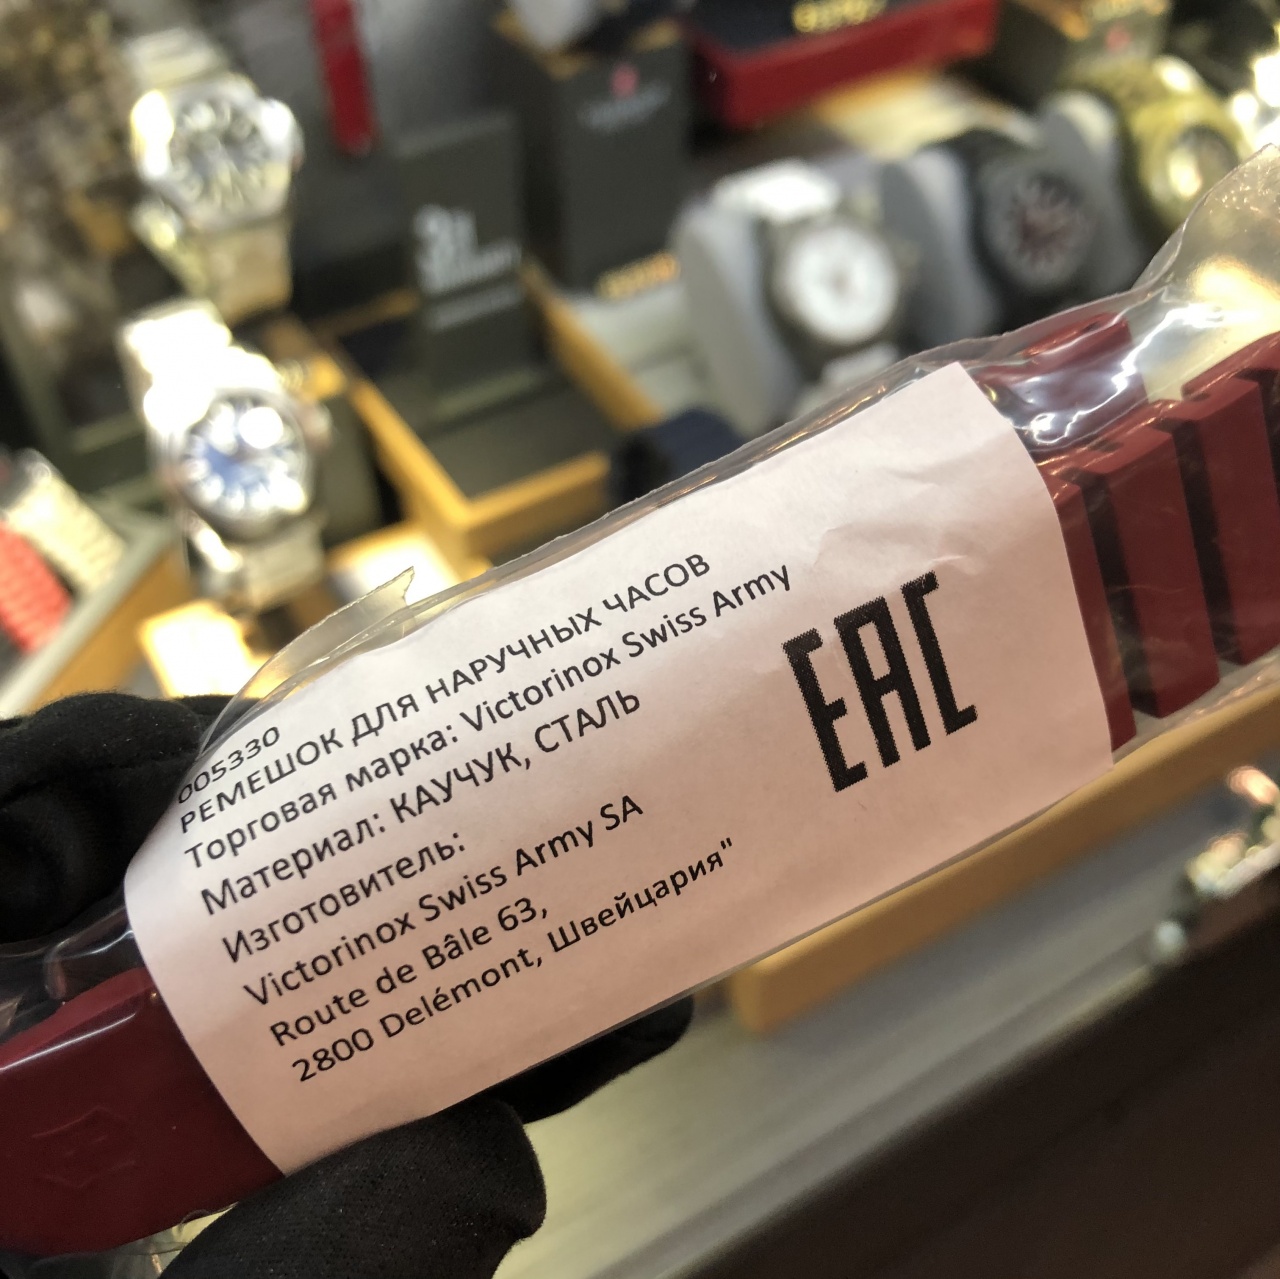 005330
РЕМЕШОК ДЛЯ НАРУЧНЫХ ЧАСОВ
Торговая марка: Victorinox Swiss Army
Материал: КАУЧУК, СТАЛЬ
Изготовитель:
Victorinox Swiss Army SA
Route de Bâle 63,
2800 Delémont, Швейцария"
EAC